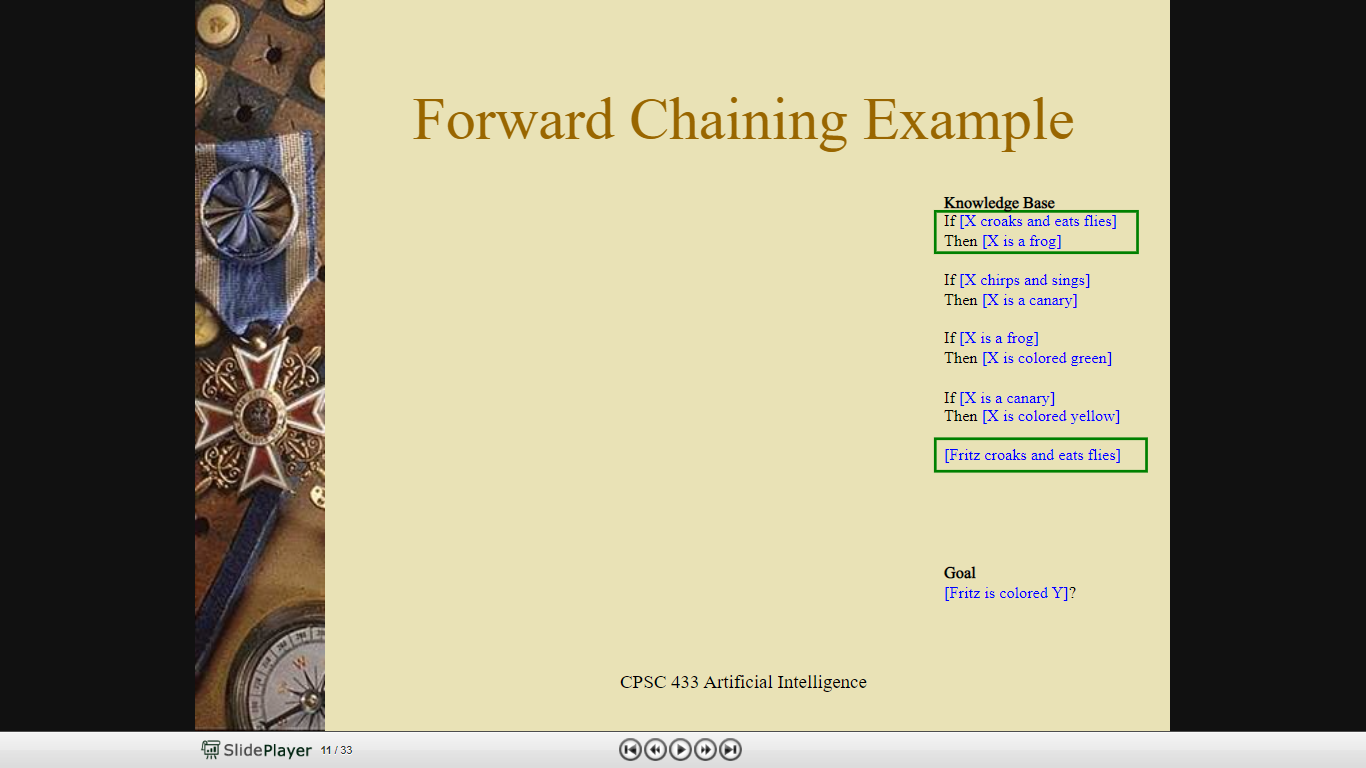 Forward Chaining Example
Knowledge Base
If [X croaks and eats flies]
Then [X is a frog]
If [X chirps and sings]
Then [X is a canary]
If [X is a frog]
Then [X is colored green]
If [X is a canary]
Then [X is colored yellow]
[Fritz croaks and eats flies]
Goal
[Fritz is colored Y]?
CPSC 433 Artificial Intelligence
SlidePlayer 11 / 33